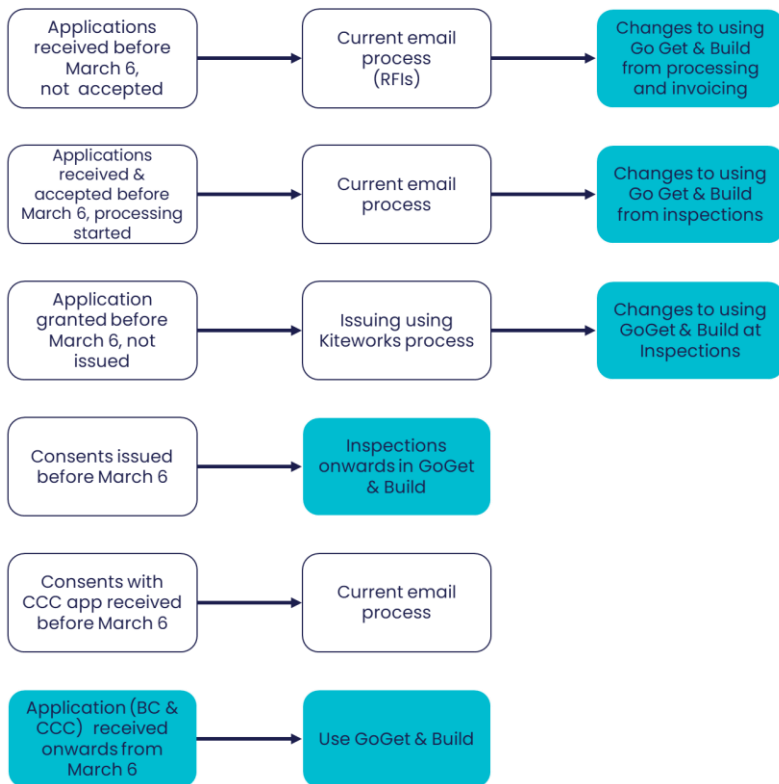 Applications
received before
March 6,
not accepted
Current email
process
(RFIs)
Changes to using
Go Get & Build
from processing
and invoicing
Applications
received &
accepted before
March 6, processing
started
Current email
process
Changes to using
Go Get & Build
from inspections
Application
granted before
March 6, not
issued
Issuing using
Kiteworks process
Changes to using
GoGet & Build at
Inspections
Consents issued
before March 6
Inspections
onwards in GoGet
& Build
Consents with
CCC app received
before March 6
Current email
process
Application (BC &
CCC) received
onwards from
March 6
Use GoGet & Build